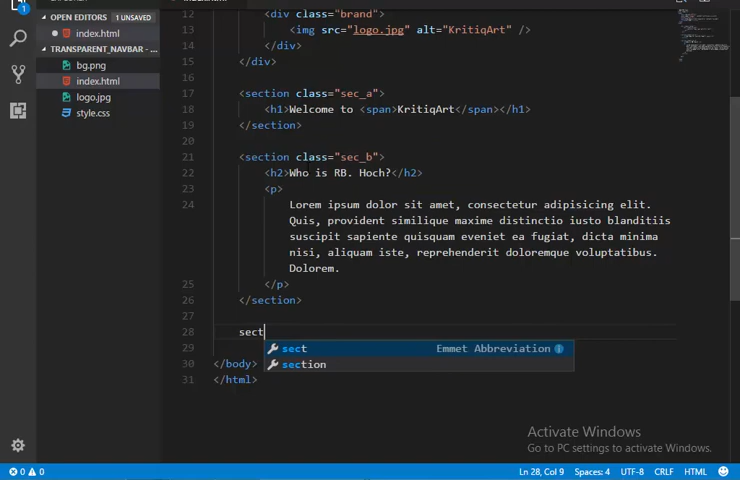 1
OPEN EDITORS 1 UNSAVED
index.html
TRANSPARENT_NAVBAR - ...
bg.png
index.html
logo.jpg
style.css
12 <div class="brand">
13 <img src="logo.jpg" alt="KritiqArt" />
14 </div>
15 </div>
16
17 <section class="sec_a">
18 <h1>Welcome to <span>KritiqArt</span></h1>
19 </section>
20
21 <section class="sec_b">
22 <h2>Who is RB. Hoch?</h2>
23 <p>
24 Lorem ipsum dolor sit amet, consectetur adipisicing elit.
Quis, provident similique maxime distinctio iusto blanditiis
suscipit sapiente quisquam eveniet ea fugiat, dicta minima
nisi, aliquam iste, reprehenderit doloremque voluptatibus.
Dolorem.
25 </p>
26 </section>
27
28 sect
29 sect Emmet Abbreviation
30 </body> section
31 </html>
Activate Windows
Go to PC settings to activate Windows.
0 0 Ln 28, Col 9 Spaces: 4 UTF-8 CRLF HTML